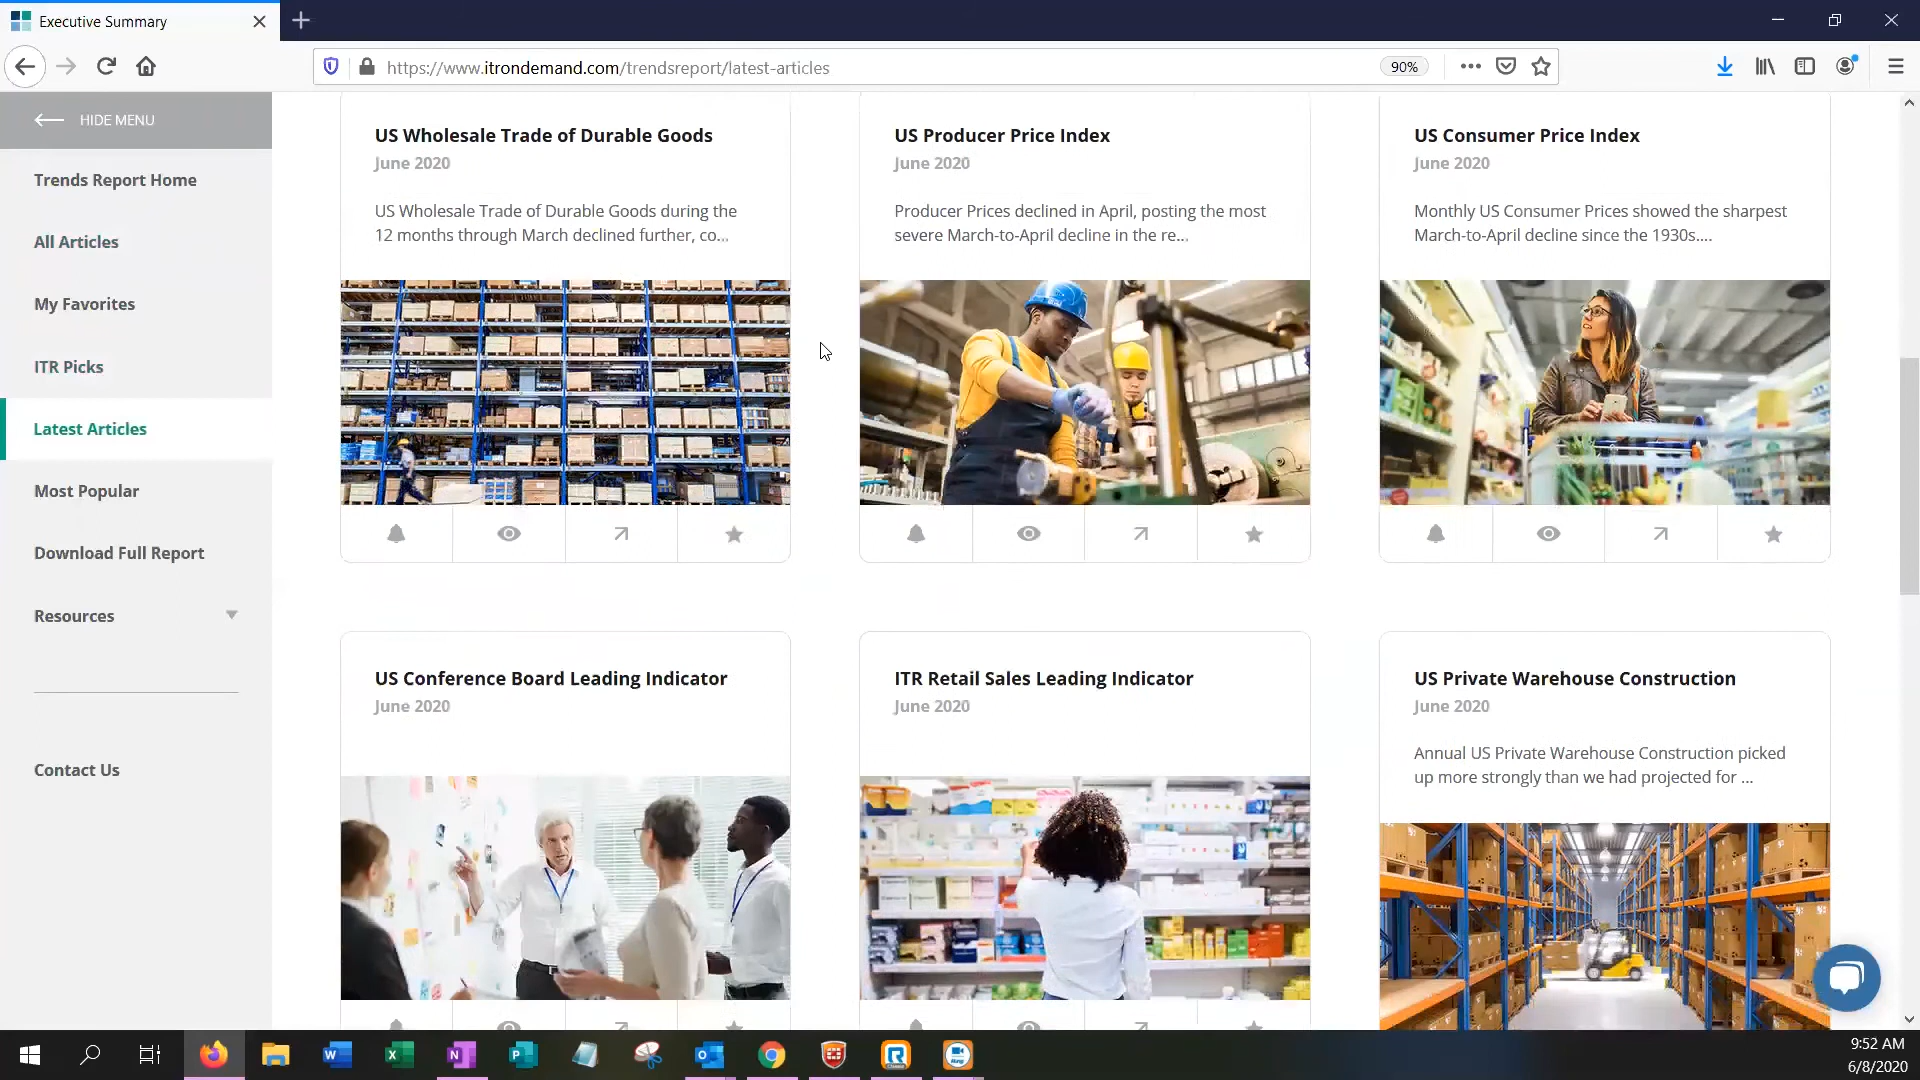 Executive Summary
https://www.itrondemand.com/trendsreport/latest-articles
90%
HIDE MENU
Trends Report Home
All Articles
My Favorites
ITR Picks
Latest Articles
Most Popular
Download Full Report
Resources
Contact Us
US Wholesale Trade of Durable Goods
June 2020
US Wholesale Trade of Durable Goods during the
12 months through March declined further, co...
US Producer Price Index
June 2020
Producer Prices declined in April, posting the most
severe March-to-April decline in the re...
US Consumer Price Index
June 2020
Monthly US Consumer Prices showed the sharpest
March-to-April decline since the 1930s....
US Conference Board Leading Indicator
June 2020
ITR Retail Sales Leading Indicator
June 2020
US Private Warehouse Construction
June 2020
Annual US Private Warehouse Construction picked
up more strongly than we had projected for ...
9:52 AM
6/8/2020